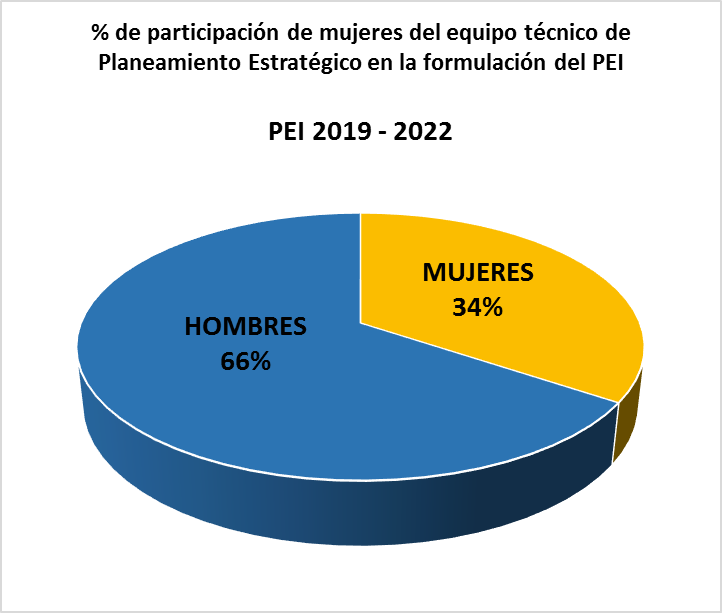 % de participación de mujeres del equipo técnico de
Planeamiento Estratégico en la formulación del PEI
PEI 2019 - 2022
MUJERES
34%
HOMBRES
66%